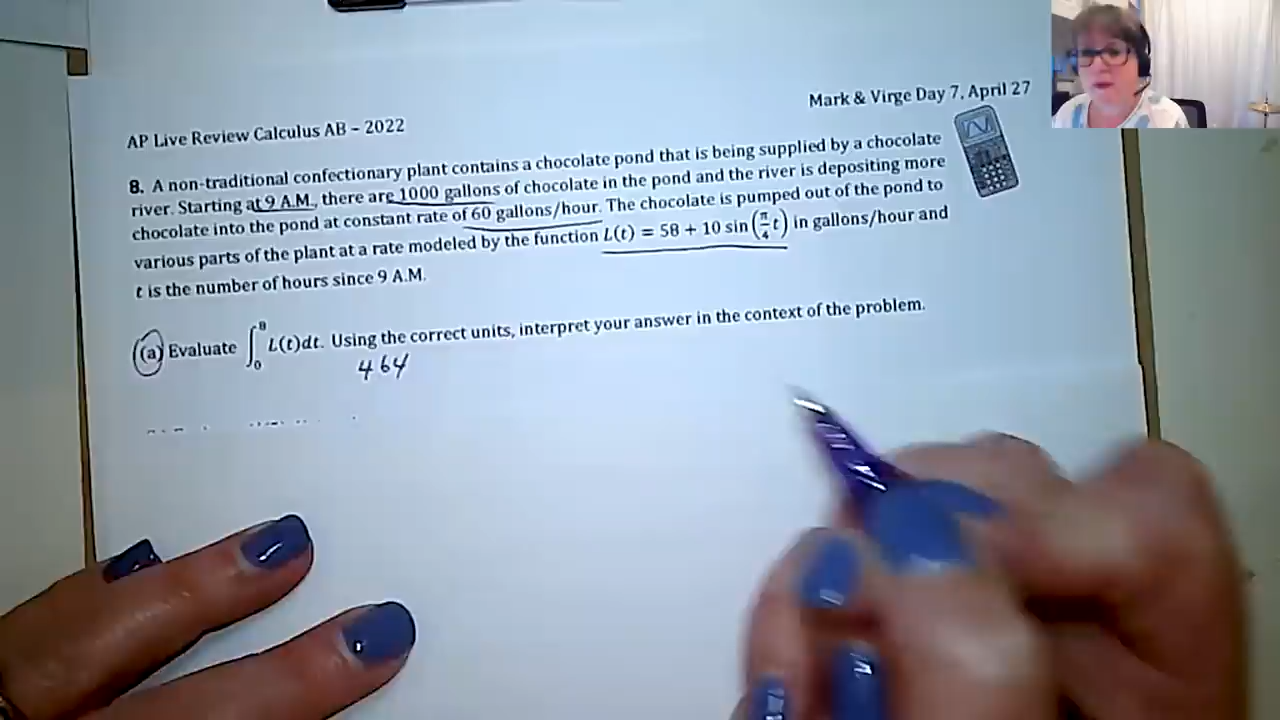 Mark & Virge Day 7, April 27
AP Live Review Calculus AB – 2022
8. A non-traditional confectionary plant contains a chocolate pond that is being supplied by a chocolate
river. Starting at 9 A.M., there are 1000 gallons of chocolate in the pond and the river is depositing more
chocolate into the pond at constant rate of 60 gallons/hour. The chocolate is pumped out of the pond to
various parts of the plant at a rate modeled by the function L(t) = 58 + 10 sin(π/4 t) in gallons/hour and
t is the number of hours since 9 A.M.
(a) Evaluate ∫₀⁸ L(t)dt. Using the correct units, interpret your answer in the context of the problem.
464